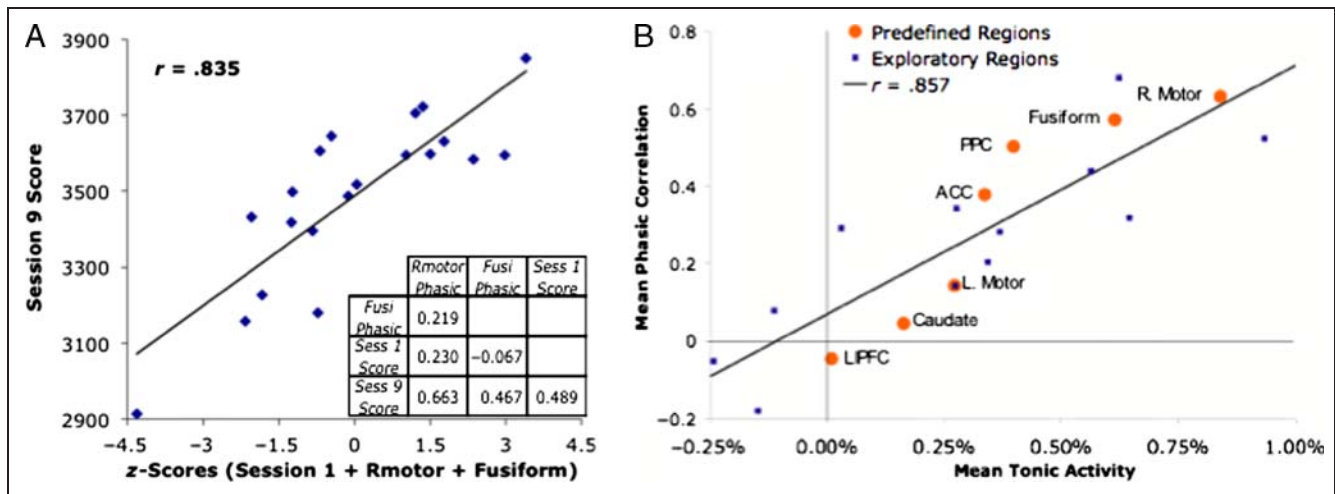 A
r = .835
3900
3700
3500
3300
3100
2900
Session 9 Score
−4.5 −3 −1.5 0 1.5 3 4.5
z-Scores (Session 1 + Rmotor + Fusiform)
Rmotor Phasic Fusi Phasic Sess 1 Score
Fusi Phasic 0.219
Sess 1 Score 0.230 −0.067
Sess 9 Score 0.663 0.467 0.489
B
Predefined Regions
Exploratory Regions
r = .857
0.8
0.6
0.4
0.2
0
−0.2
Mean Phasic Correlation
R. Motor
Fusiform
PPC
ACC
L. Motor
Caudate
LIPFC
−0.25% 0.00% 0.25% 0.50% 0.75% 1.00%
Mean Tonic Activity